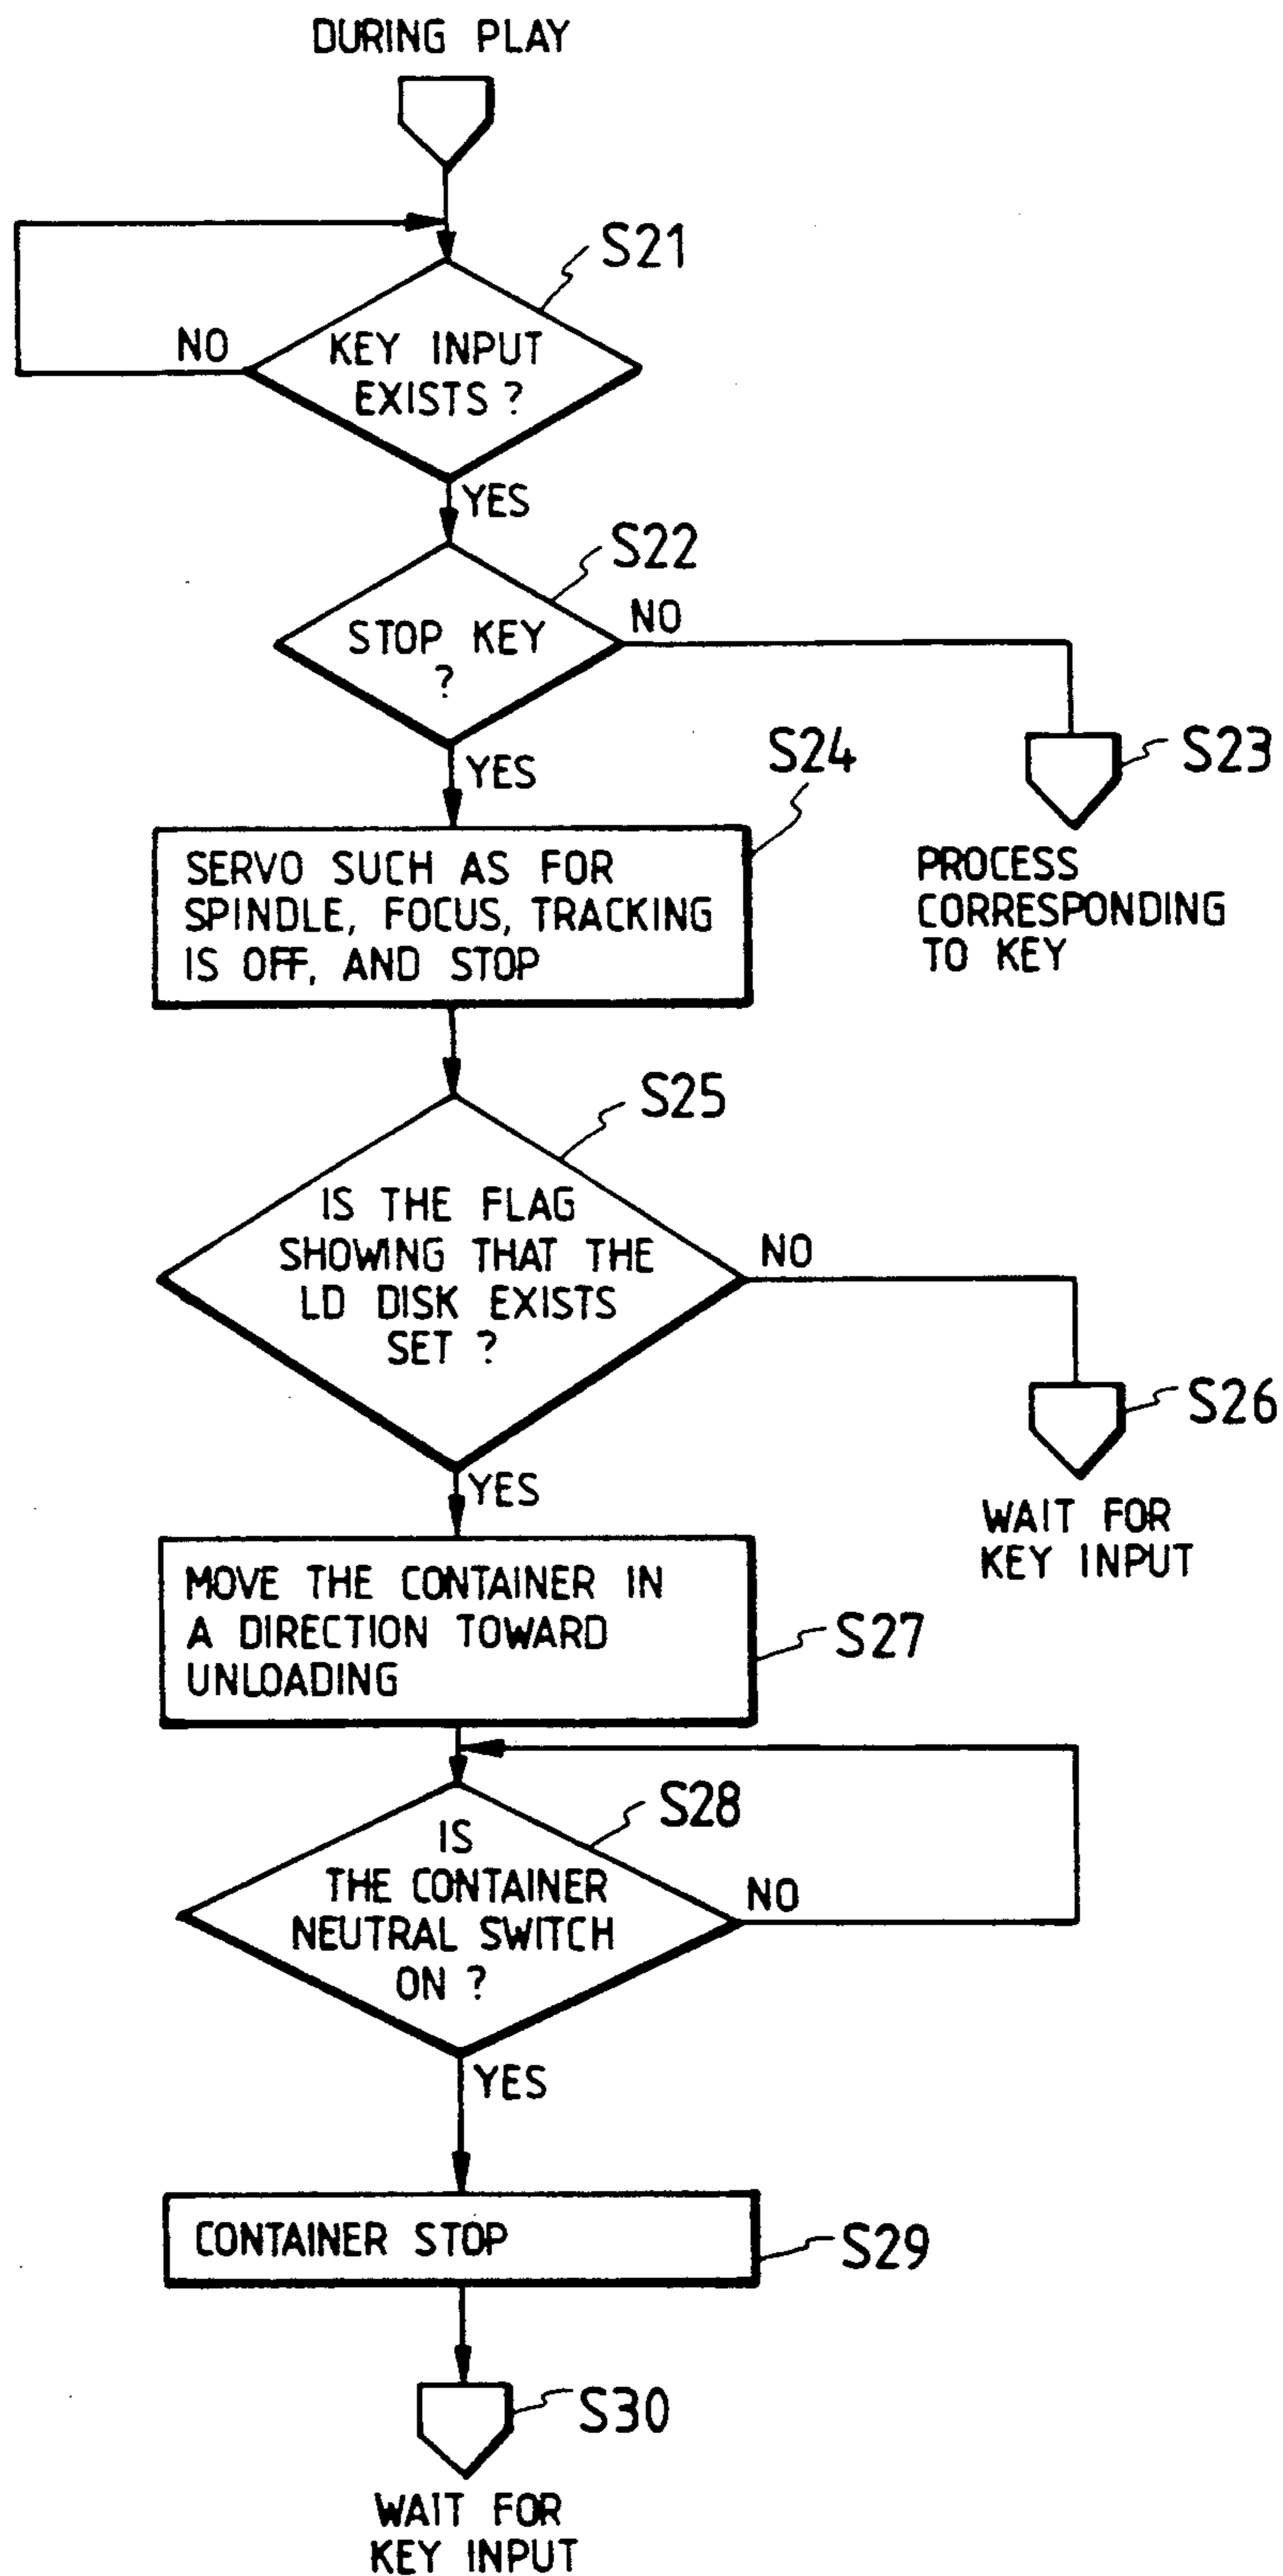 DURING PLAY
S21
NO
KEY INPUT
EXISTS ?
YES
S22
STOP KEY
?
NO
YES
S23
PROCESS
CORRESPONDING
TO KEY
S24
SERVO SUCH AS FOR
SPINDLE, FOCUS, TRACKING
IS OFF, AND STOP
S25
IS THE FLAG
SHOWING THAT THE
LD DISK EXISTS
SET ?
NO
YES
S26
WAIT FOR
KEY INPUT
MOVE THE CONTAINER IN
A DIRECTION TOWARD
UNLOADING
S27
S28
IS
THE CONTAINER
NEUTRAL SWITCH
ON ?
NO
YES
CONTAINER STOP
S29
S30
WAIT FOR
KEY INPUT